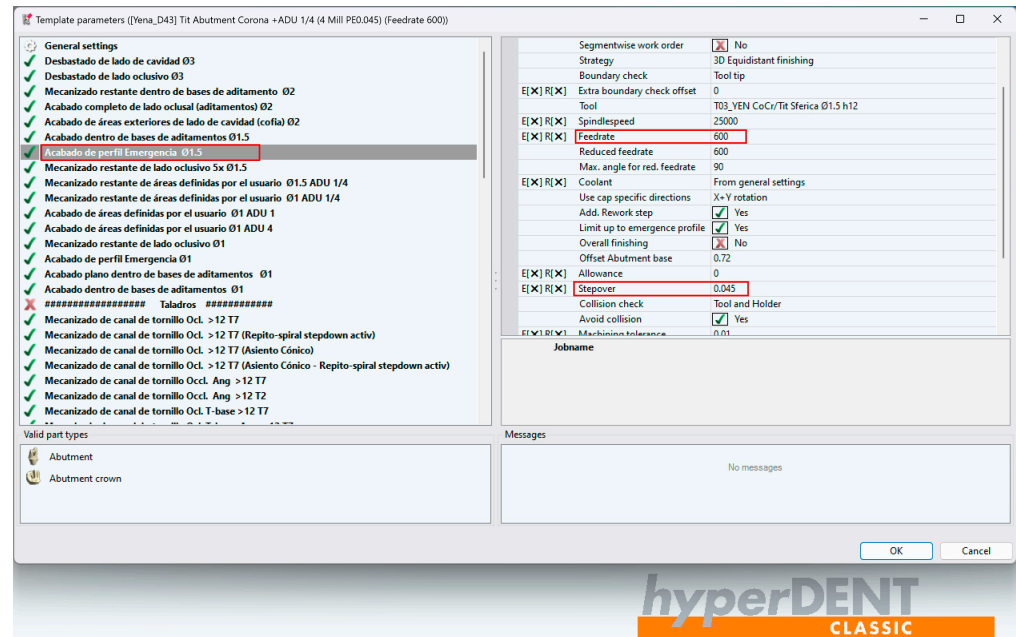 Template parameters ([Yena_D43] Tit Abutment Corona +ADU 1/4 (4 Mill PE0.045) (Feedrate 600))
General settings
Desbastado de lado de cavidad Ø3
Desbastado de lado oclusivo Ø3
Mecanizado restante dentro de bases de aditamento Ø2
Acabado completo de lado oclusal (aditamentos) Ø2
Acabado de áreas exteriores de lado de cavidad (cofia) Ø2
Acabado dentro de bases de aditamentos Ø1.5
Acabado de perfil Emergencia Ø1.5
Mecanizado restante de lado oclusivo 5x Ø1.5
Mecanizado restante de áreas definidas por el usuario Ø1.5 ADU 1/4
Mecanizado restante de áreas definidas por el usuario Ø1 ADU 1/4
Acabado de áreas definidas por el usuario Ø1 ADU 1
Acabado de áreas definidas por el usuario Ø1 ADU 4
Mecanizado restante de lado oclusivo Ø1
Acabado de perfil Emergencia Ø1
Acabado plano dentro de bases de aditamentos Ø1
Acabado dentro de bases de aditamentos Ø1
################## Taladros ############
Mecanizado de canal de tornillo Ocl. >12 T7
Mecanizado de canal de tornillo Ocl. >12 T7 (Repito-spiral stepdown activ)
Mecanizado de canal de tornillo Ocl. >12 T7 (Asiento Cónico)
Mecanizado de canal de tornillo Ocl. >12 T7 (Asiento Cónico - Repito-spiral stepdown activ)
Mecanizado de canal de tornillo Occl. Ang >12 T7
Mecanizado de canal de tornillo Occl. Ang >12 T2
Mecanizado de canal de tornillo Ocl. T-base >12 T7
Segmentwise work order No
Strategy 3D Equidistant finishing
Boundary check Tool tip
E[X] R[X] Extra boundary check offset 0
Tool T03_YEN CoCr/Tit Sferica Ø1.5 h12
E[X] R[X] Spindlespeed 25000
E[X] R[X] Feedrate 600
Reduced feedrate 600
Max. angle for red. feedrate 90
E[X] R[X] Coolant From general settings
Use cap specific directions X+Y rotation
Add. Rework step Yes
Limit up to emergence profile Yes
Overall finishing No
Offset Abutment base 0.72
E[X] R[X] Allowance 0
E[X] R[X] Stepover 0.045
Collision check Tool and Holder
Avoid collision Yes
E[X] R[X] Machining tolerance 0.01
Jobname
Valid part types
Abutment
Abutment crown
Messages
No messages
OK Cancel
hyperDENT
CLASSIC